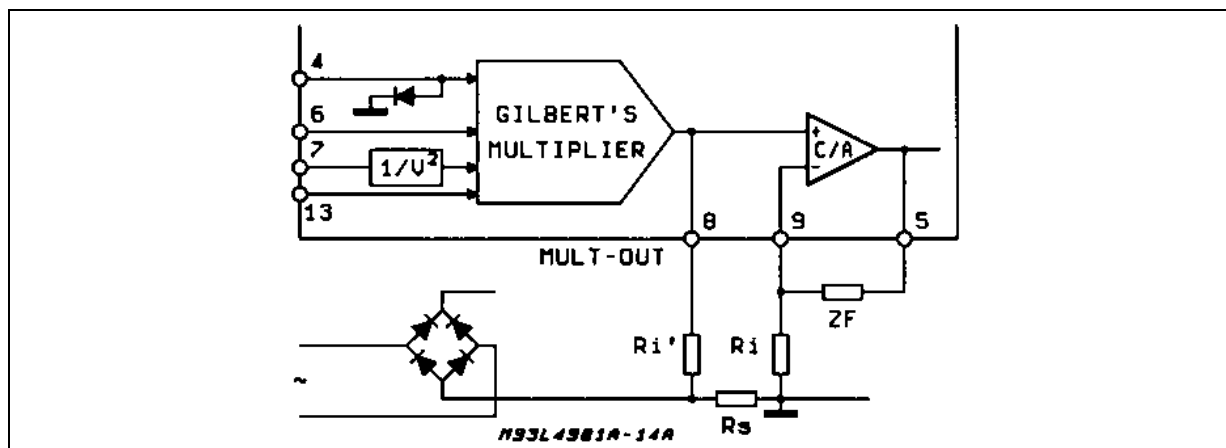 4
6
7
13
1/V²
GILBERT'S
MULTIPLIER
+
C/A
-
8
9
5
MULT-OUT
ZF
Ri'
Ri
~
Rs
M93L4981A-14A